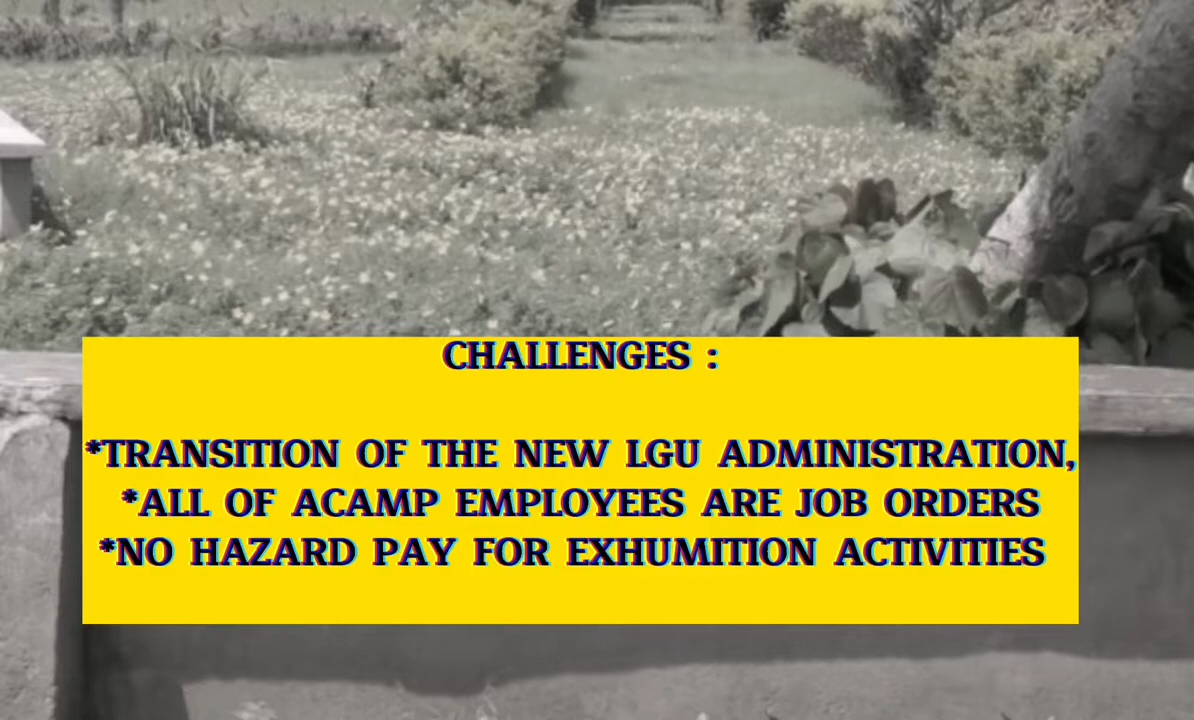 CHALLENGES :
*TRANSITION OF THE NEW LGU ADMINISTRATION,
*ALL OF ACAMP EMPLOYEES ARE JOB ORDERS
*NO HAZARD PAY FOR EXHUMITION ACTIVITIES